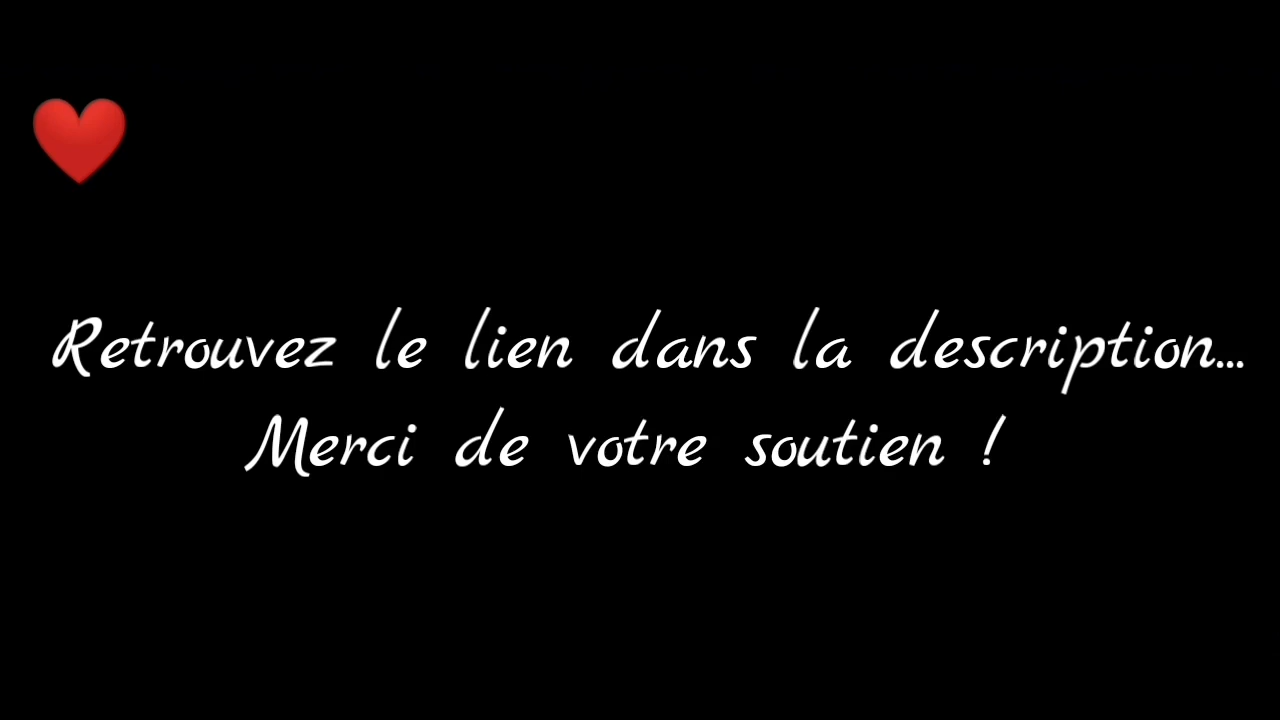 Retrouvez le lien dans la description...
Merci de votre soutien !